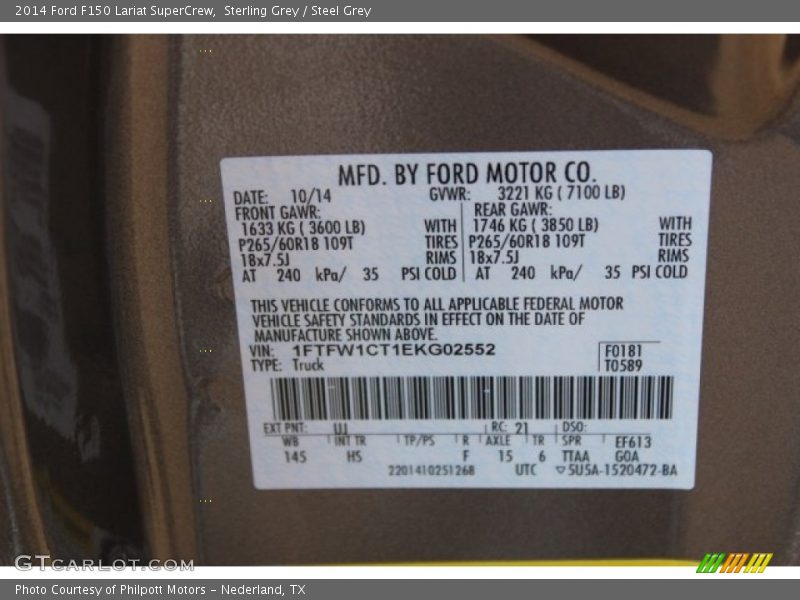 2014 Ford F150 Lariat SuperCrew,  Sterling Grey / Steel Grey
MFD. BY FORD MOTOR CO.
DATE: 10/14 GVWR: 3221 KG ( 7100 LB)
FRONT GAWR: REAR GAWR:
1633 KG ( 3600 LB) WITH 1746 KG ( 3850 LB) WITH
P265/60R18 109T TIRES P265/60R18 109T TIRES
18x7.5J RIMS 18x7.5J RIMS
AT 240 kPa/ 35 PSI COLD AT 240 kPa/ 35 PSI COLD
THIS VEHICLE CONFORMS TO ALL APPLICABLE FEDERAL MOTOR
VEHICLE SAFETY STANDARDS IN EFFECT ON THE DATE OF
MANUFACTURE SHOWN ABOVE.
VIN: 1FTFW1CT1EKG02552 F0181
TYPE: Truck T0589
EXT PNT: UJ RC: 21 DSO:
WB INT TR TP/PS R AXLE TR SPR EF613
145 HS F 15 6 TTAA GOA
2201410251268 UTC ▽5U5A-1520472-BA
GTCARLOT.COM
Photo Courtesy of Philpott Motors - Nederland, TX